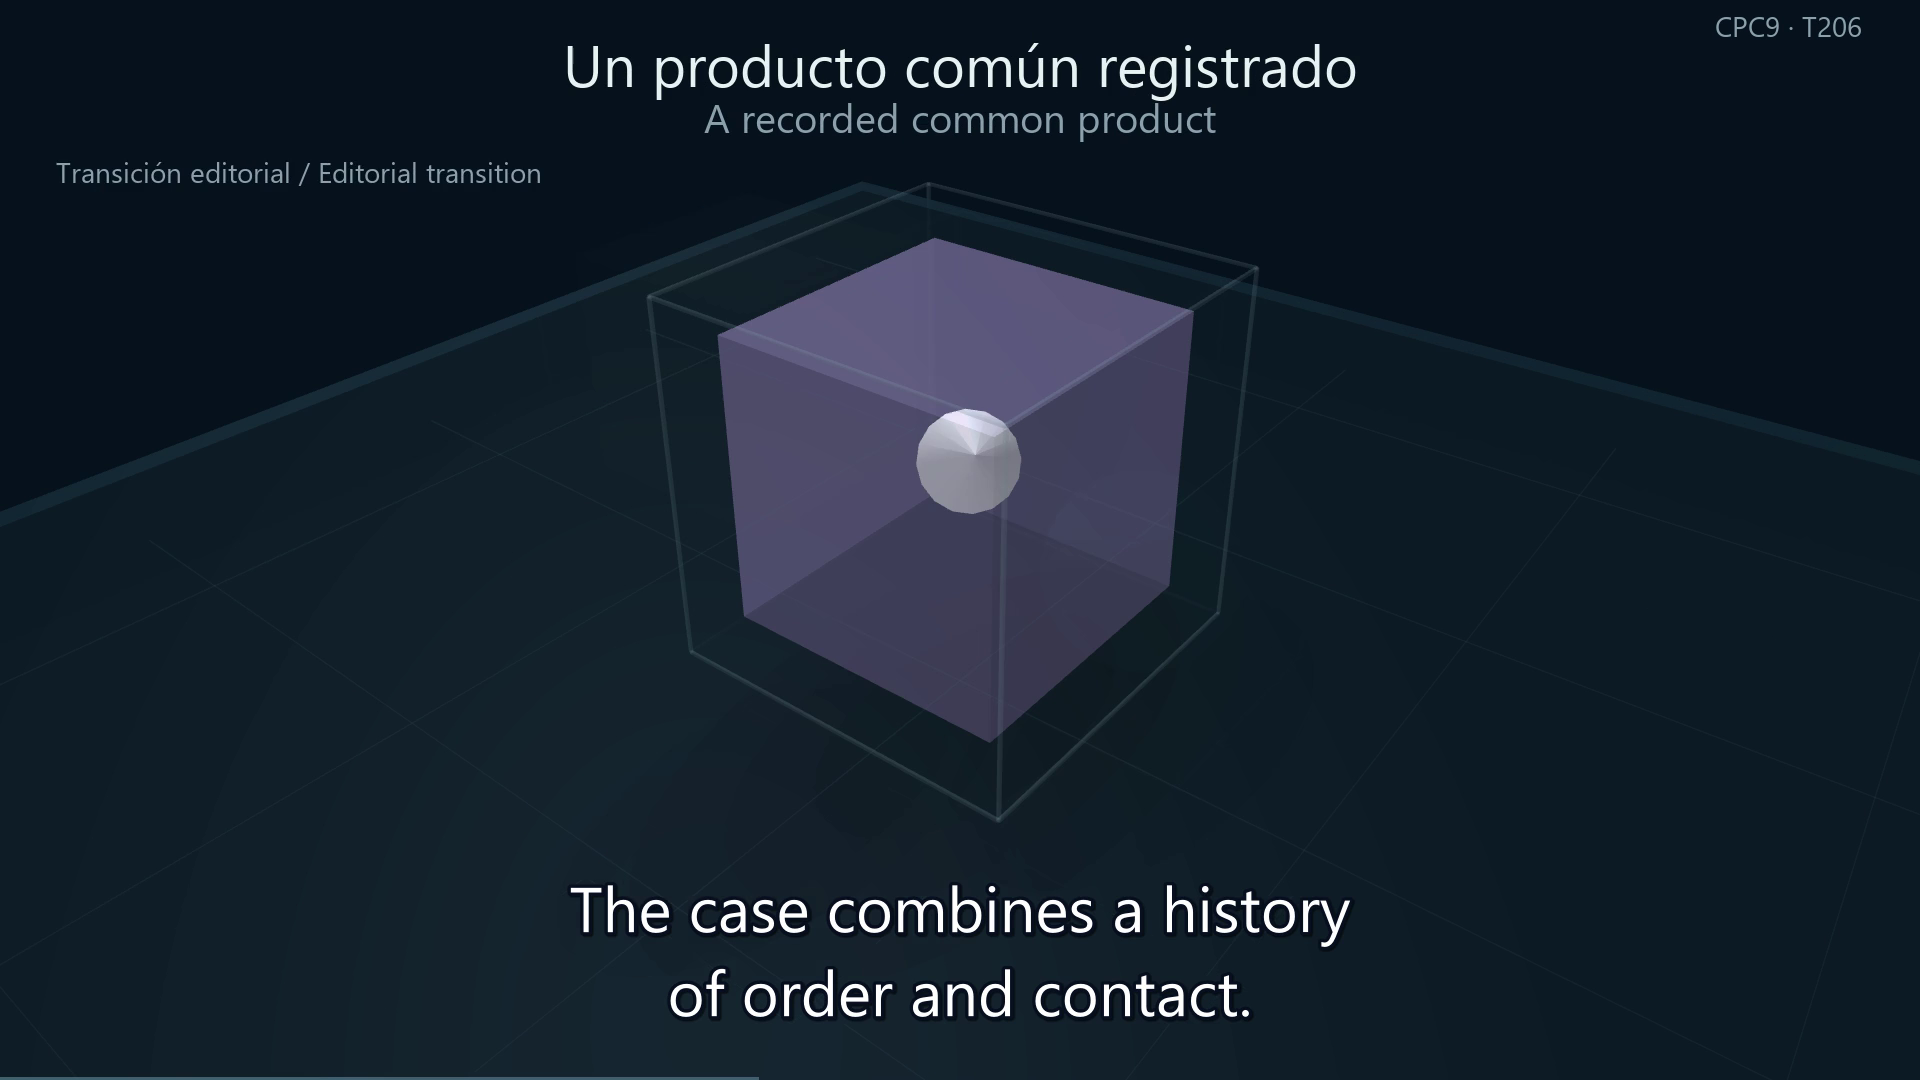 CPC9 · T206
Un producto común registrado
A recorded common product
Transición editorial / Editorial transition
The case combines a history
of order and contact.